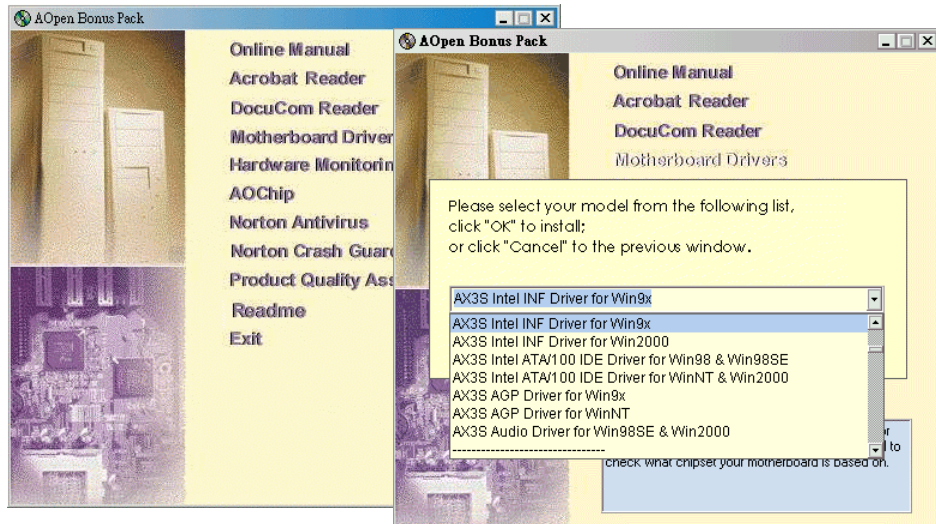 AOpen Bonus Pack
Online Manual
Acrobat Reader
DocuCom Reader
Motherboard Driver
Hardware Monitorin
AOChip
Norton Antivirus
Norton Crash Guar
Product Quality Ass
Readme
Exit
AOpen Bonus Pack
Online Manual
Acrobat Reader
DocuCom Reader
Motherboard Drivers
Please select your model from the following list,
click "OK" to install;
or click "Cancel" to the previous window.
AX3S Intel INF Driver for Win9x
AX3S Intel INF Driver for Win9x
AX3S Intel INF Driver for Win2000
AX3S Intel ATA/100 IDE Driver for Win98 & Win98SE
AX3S Intel ATA/100 IDE Driver for WinNT & Win2000
AX3S AGP Driver for Win9x
AX3S AGP Driver for WinNT
AX3S Audio Driver for Win98SE & Win2000
--------------------------------
to
check what chipset your motherboard is based on.